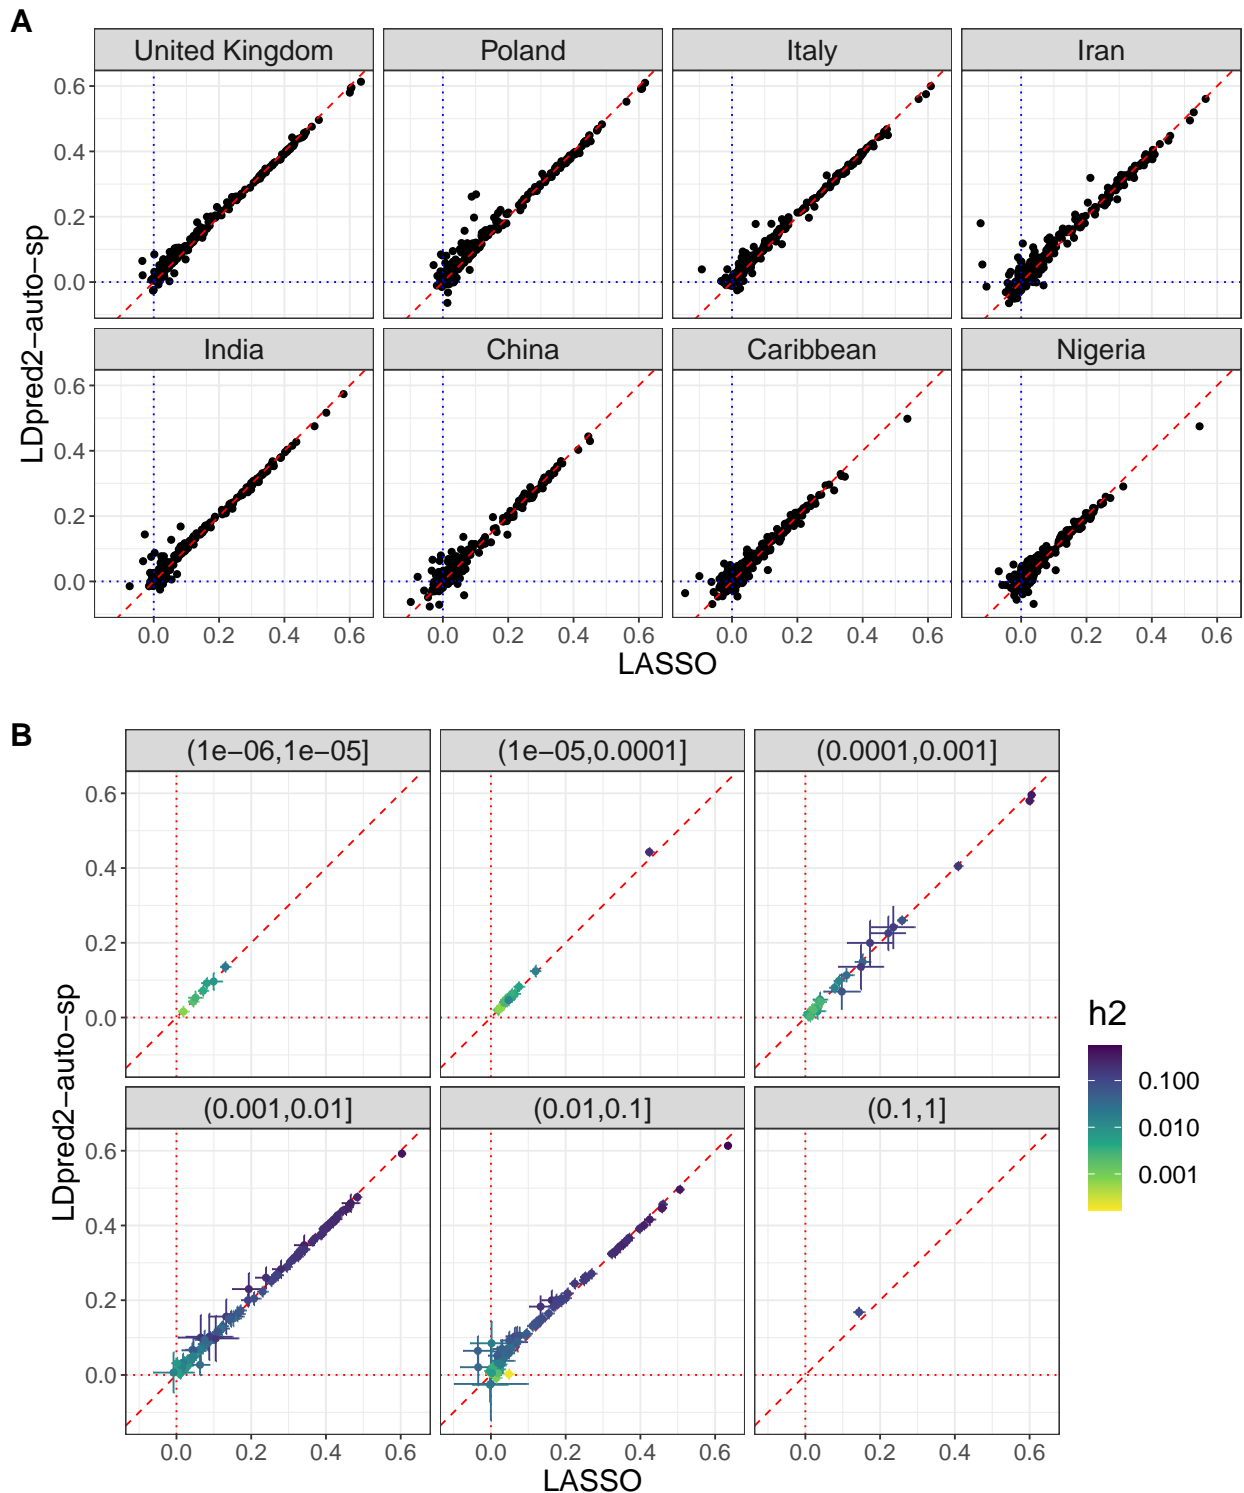 A
United Kingdom
Poland
Italy
Iran
0.6
0.4
0.2
0.0
India
China
Caribbean
Nigeria
0.6
0.4
0.2
0.0
LDpred2−auto−sp
0.0 0.2 0.4 0.6
0.0 0.2 0.4 0.6
0.0 0.2 0.4 0.6
0.0 0.2 0.4 0.6
LASSO
B
(1e−06,1e−05]
(1e−05,0.0001]
(0.0001,0.001]
0.6
0.4
0.2
0.0
(0.001,0.01]
(0.01,0.1]
(0.1,1]
0.6
0.4
0.2
0.0
LDpred2−auto−sp
0.0 0.2 0.4 0.6
0.0 0.2 0.4 0.6
0.0 0.2 0.4 0.6
LASSO
h2
0.100
0.010
0.001